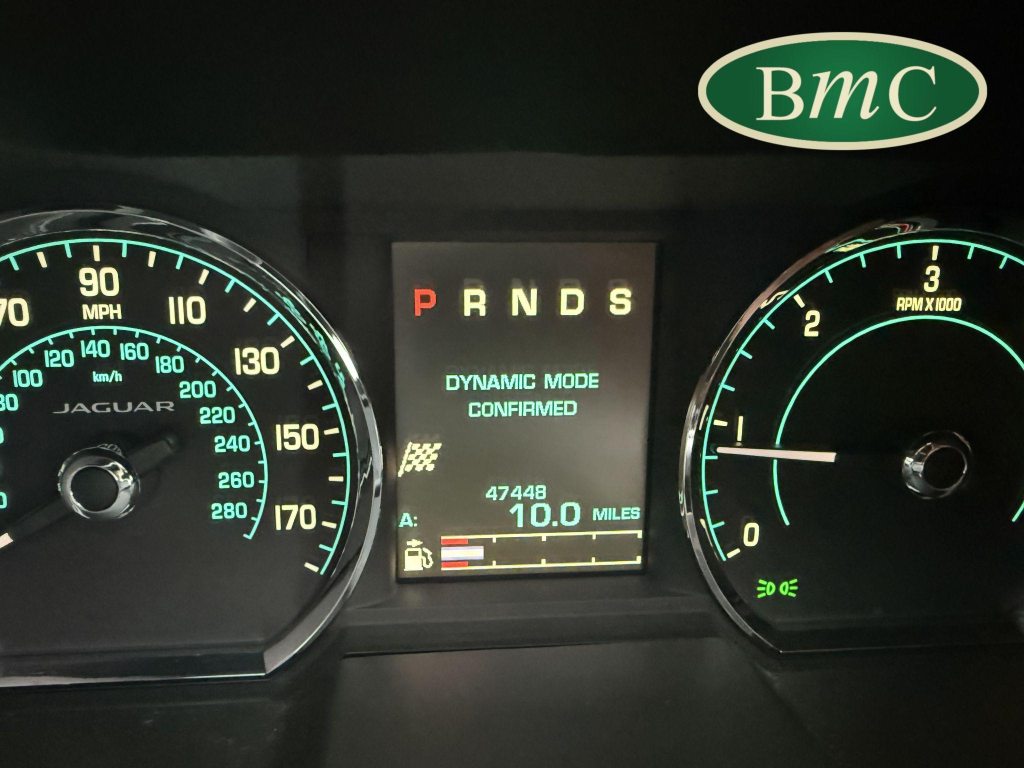 BmC
70 90 110 130 150 170
MPH
100 120 140 160 180 200 220 240 260 280
km/h
JAGUAR
P R N D S
DYNAMIC MODE
CONFIRMED
47448
A: 10.0 MILES
0 1 2 3
RPM X1000